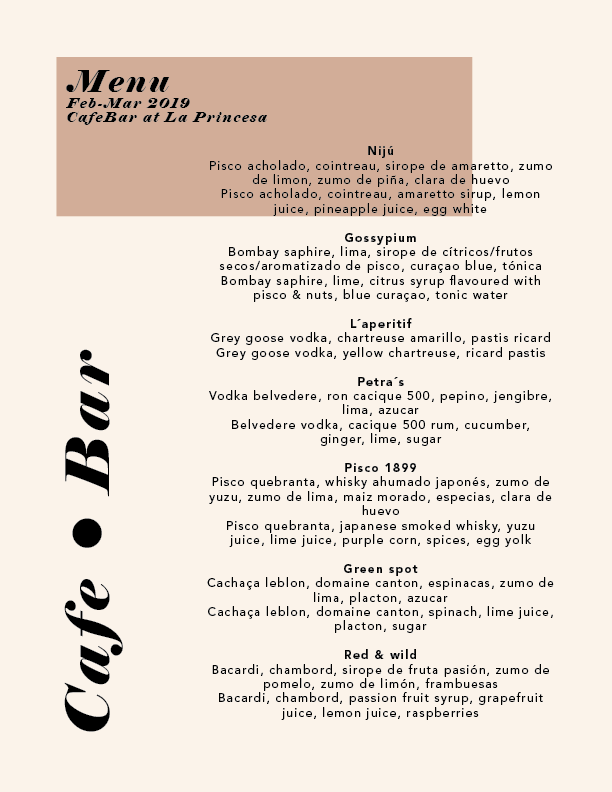 Menu
Feb-Mar 2019
CafeBar at La Princesa
Nijú
Pisco acholado, cointreau, sirope de amaretto, zumo
de limon, zumo de piña, clara de huevo
Pisco acholado, cointreau, amaretto sirup, lemon
juice, pineapple juice, egg white
Gossypium
Bombay saphire, lima, sirope de cítricos/frutos
secos/aromatizado de pisco, curaçao blue, tónica
Bombay saphire, lime, citrus syrup flavoured with
pisco & nuts, blue curaçao, tonic water
L´aperitif
Grey goose vodka, chartreuse amarillo, pastis ricard
Grey goose vodka, yellow chartreuse, ricard pastis
Petra´s
Vodka belvedere, ron cacique 500, pepino, jengibre,
lima, azucar
Belvedere vodka, cacique 500 rum, cucumber,
ginger, lime, sugar
Pisco 1899
Pisco quebranta, whisky ahumado japonés, zumo de
yuzu, zumo de lima, maiz morado, especias, clara de
huevo
Pisco quebranta, japanese smoked whisky, yuzu
juice, lime juice, purple corn, spices, egg yolk
Green spot
Cachaça leblon, domaine canton, espinacas, zumo de
lima, placton, azucar
Cachaça leblon, domaine canton, spinach, lime juice,
placton, sugar
Red & wild
Bacardi, chambord, sirope de fruta pasión, zumo de
pomelo, zumo de limón, frambuesas
Bacardi, chambord, passion fruit syrup, grapefruit
juice, lemon juice, raspberries
Cafe ● Bar